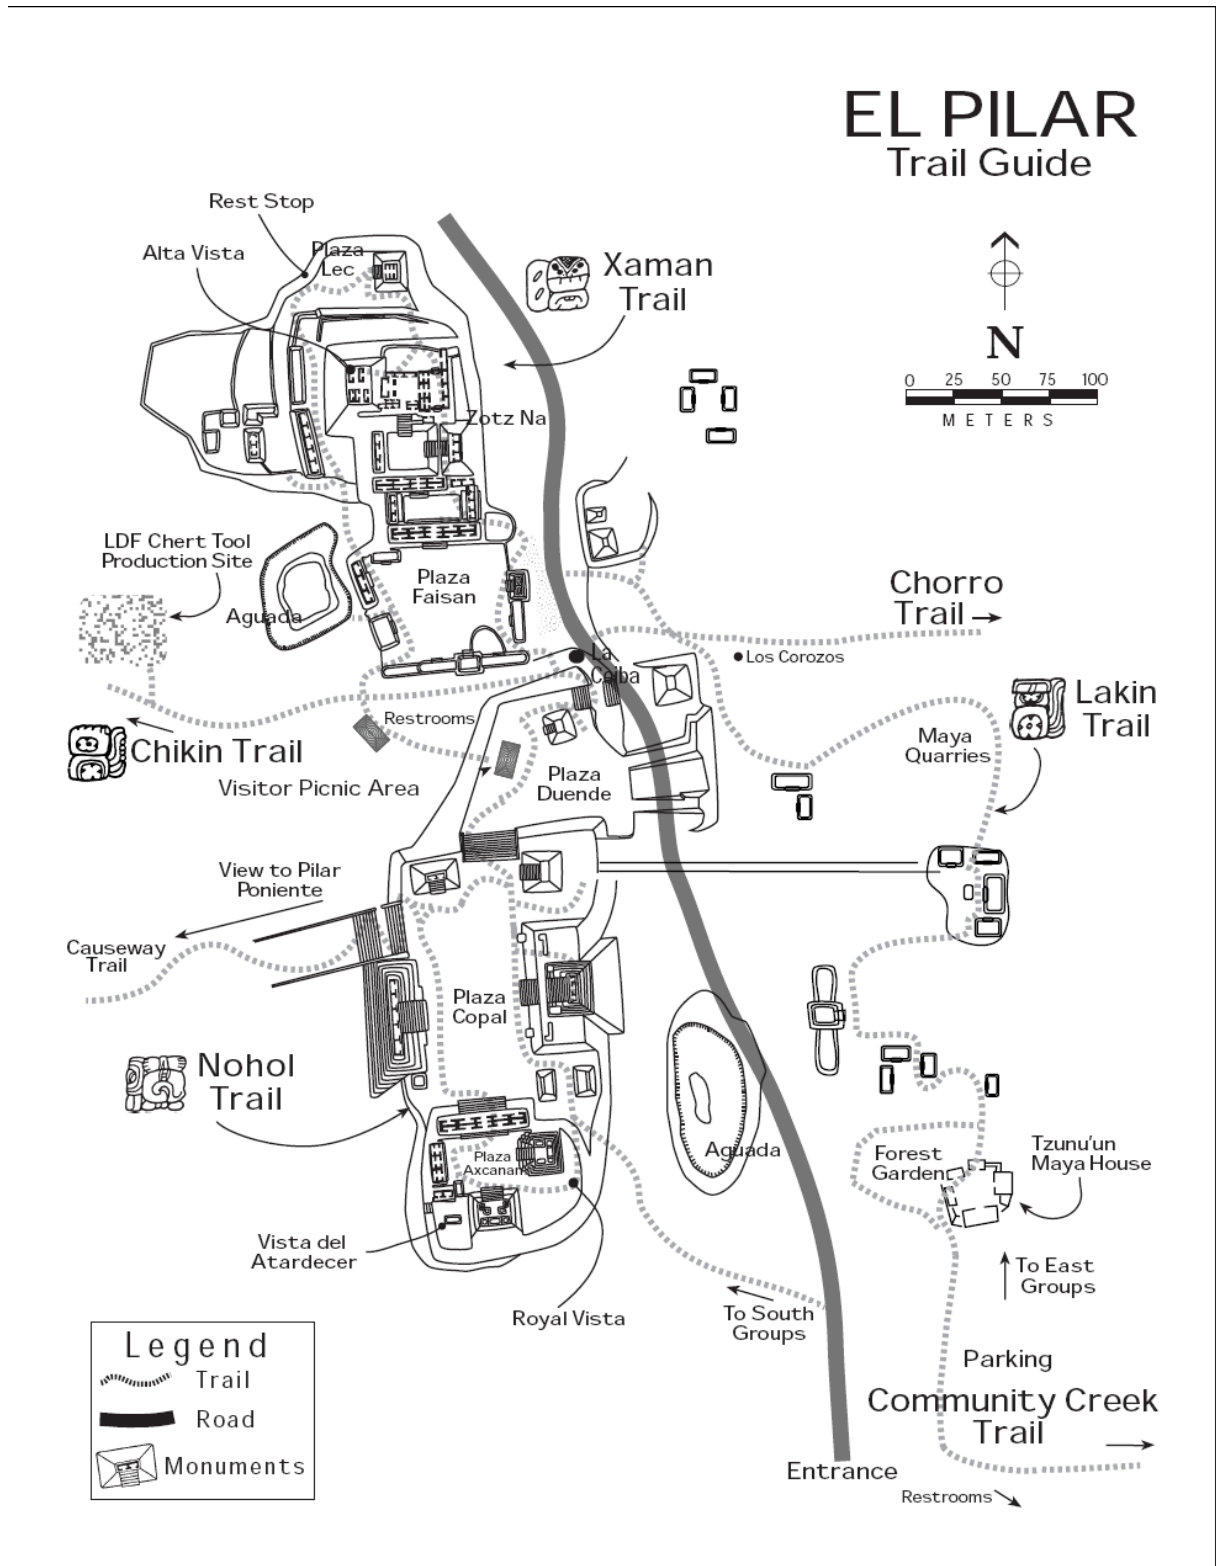 EL PILAR
Trail Guide
Rest Stop
Alta Vista
Plaza
Lec
Xaman
Trail
N
0 25 50 75 100
METERS
Zotz Na
LDF Chert Tool
Production Site
Aguada
Plaza
Faisan
Chorro
Trail
La
Ceiba
Los Corozos
Lakin
Trail
Restrooms
Chikin Trail
Maya
Quarries
Visitor Picnic Area
Plaza
Duende
View to Pilar
Poniente
Causeway
Trail
Plaza
Copal
Nohol
Trail
Aguada
Plaza
Axcanan
Forest
Garden
Tzunu'un
Maya House
Vista del
Atardecer
To East
Groups
Royal Vista
To South
Groups
Legend
Trail
Road
Monuments
Parking
Community Creek
Trail
Entrance
Restrooms